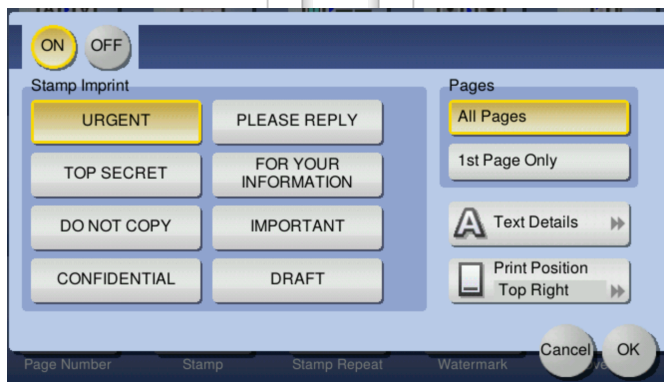 ON OFF
Stamp Imprint
Pages
URGENT
PLEASE REPLY
All Pages
TOP SECRET
FOR YOUR
INFORMATION
1st Page Only
DO NOT COPY
IMPORTANT
Text Details
CONFIDENTIAL
DRAFT
Print Position
Top Right
Cancel
OK
Page Number Stamp Stamp Repeat Watermark